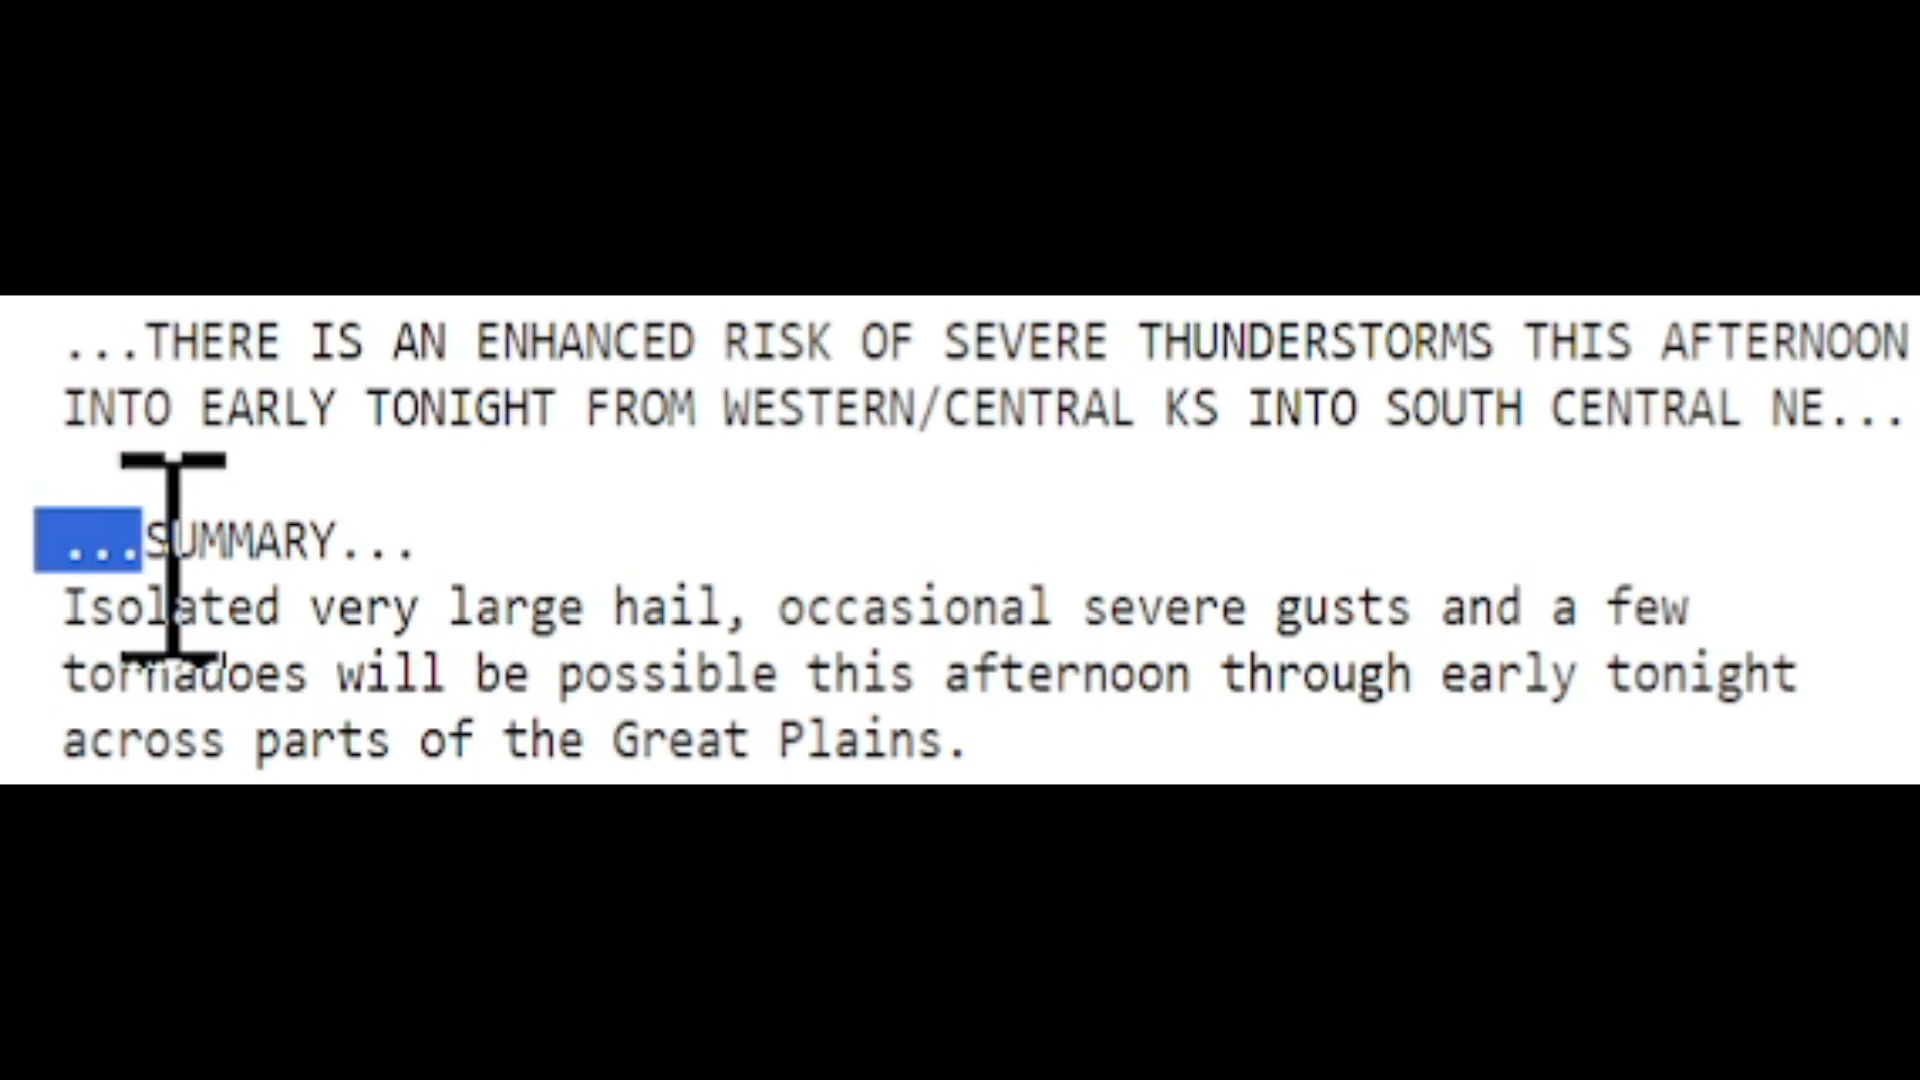 ...THERE IS AN ENHANCED RISK OF SEVERE THUNDERSTORMS THIS AFTERNOON
INTO EARLY TONIGHT FROM WESTERN/CENTRAL KS INTO SOUTH CENTRAL NE...
...SUMMARY...
Isolated very large hail, occasional severe gusts and a few
tornadoes will be possible this afternoon through early tonight
across parts of the Great Plains.